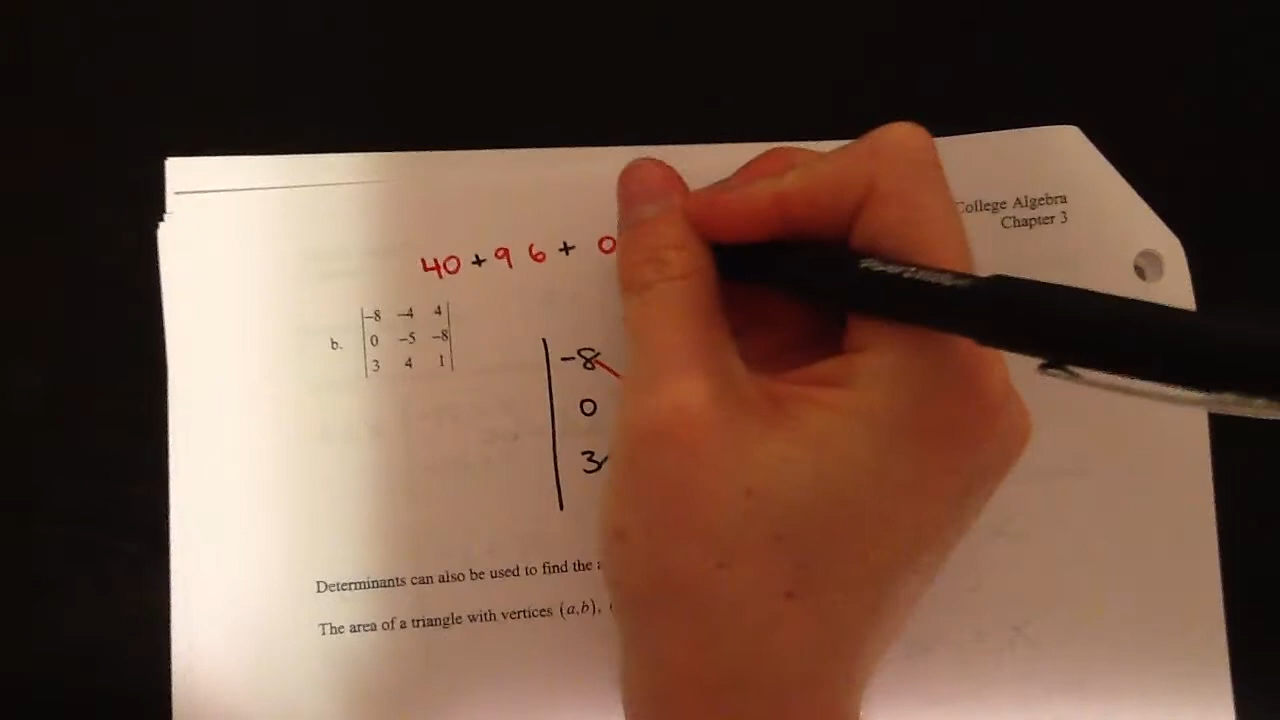 College Algebra
Chapter 3
40 + 96 + 0
b. |-8 -4 4|
|0 -5 -8|
|3 4 1|
|-8
0
3
Determinants can also be used to find the
The area of a triangle with vertices (a,b),